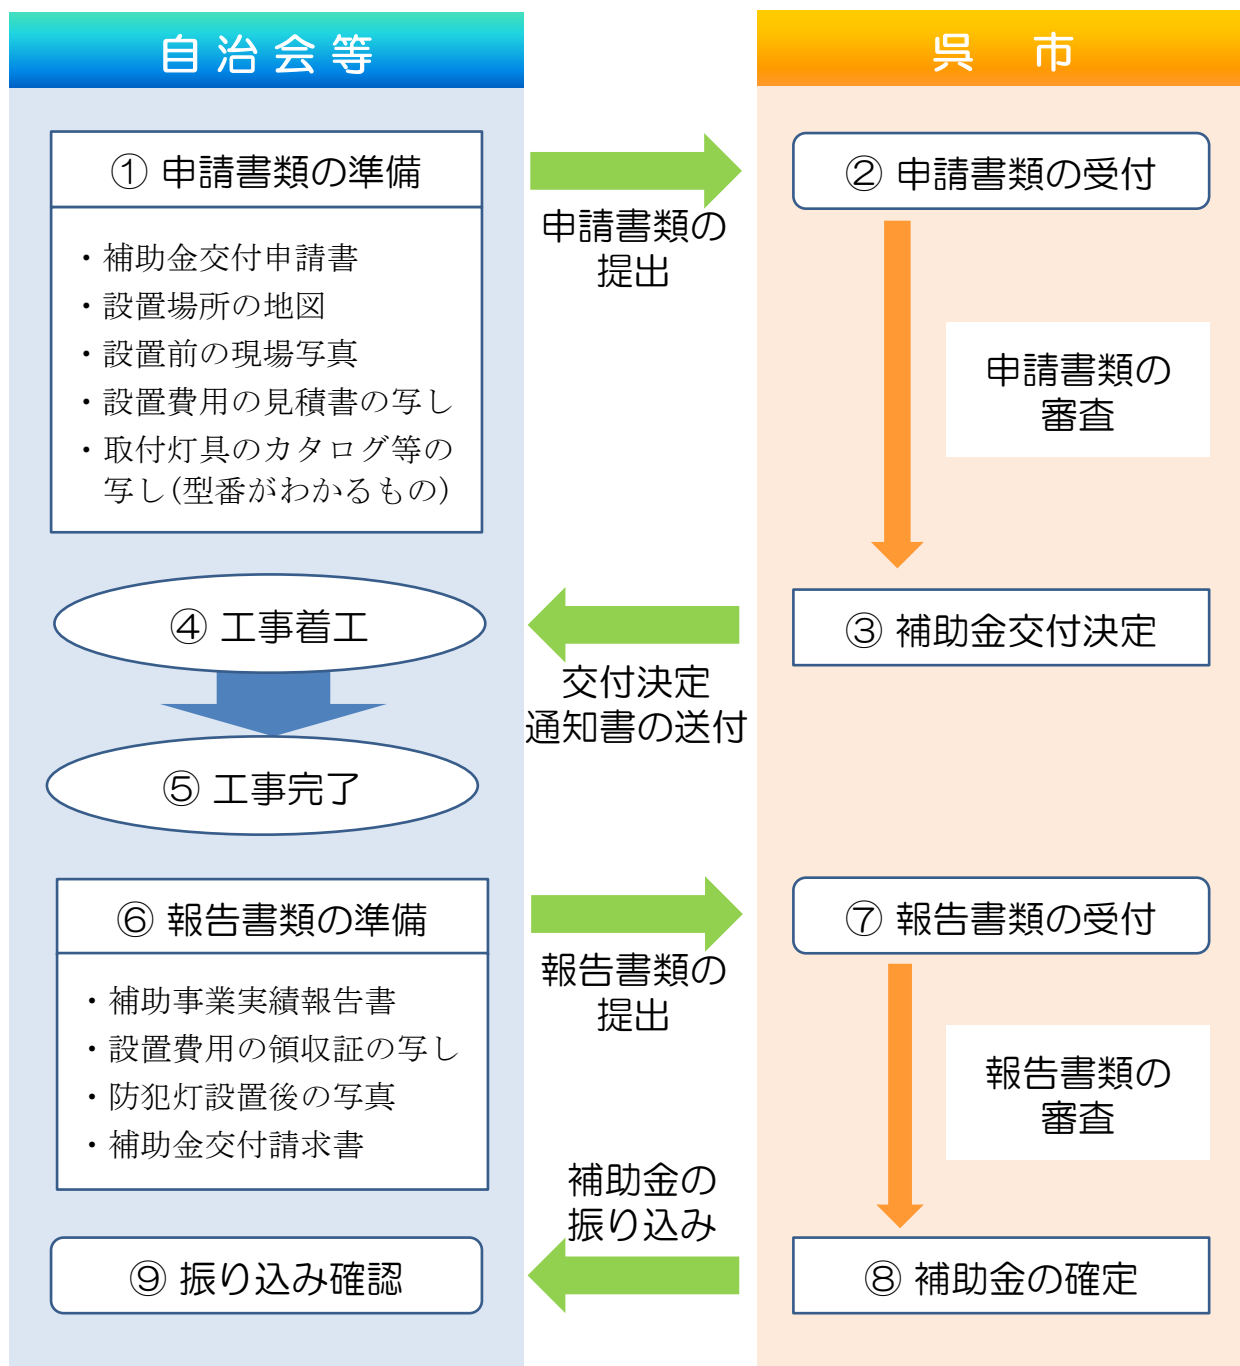 自治会等
呉　市
① 申請書類の準備
・補助金交付申請書
・設置場所の地図
・設置前の現場写真
・設置費用の見積書の写し
・取付灯具のカタログ等の
写し(型番がわかるもの)
申請書類の
提出
② 申請書類の受付
申請書類の
審査
③ 補助金交付決定
交付決定
通知書の送付
④ 工事着工
⑤ 工事完了
⑥ 報告書類の準備
・補助事業実績報告書
・設置費用の領収証の写し
・防犯灯設置後の写真
・補助金交付請求書
報告書類の
提出
⑦ 報告書類の受付
報告書類の
審査
⑧ 補助金の確定
補助金の
振り込み
⑨ 振り込み確認